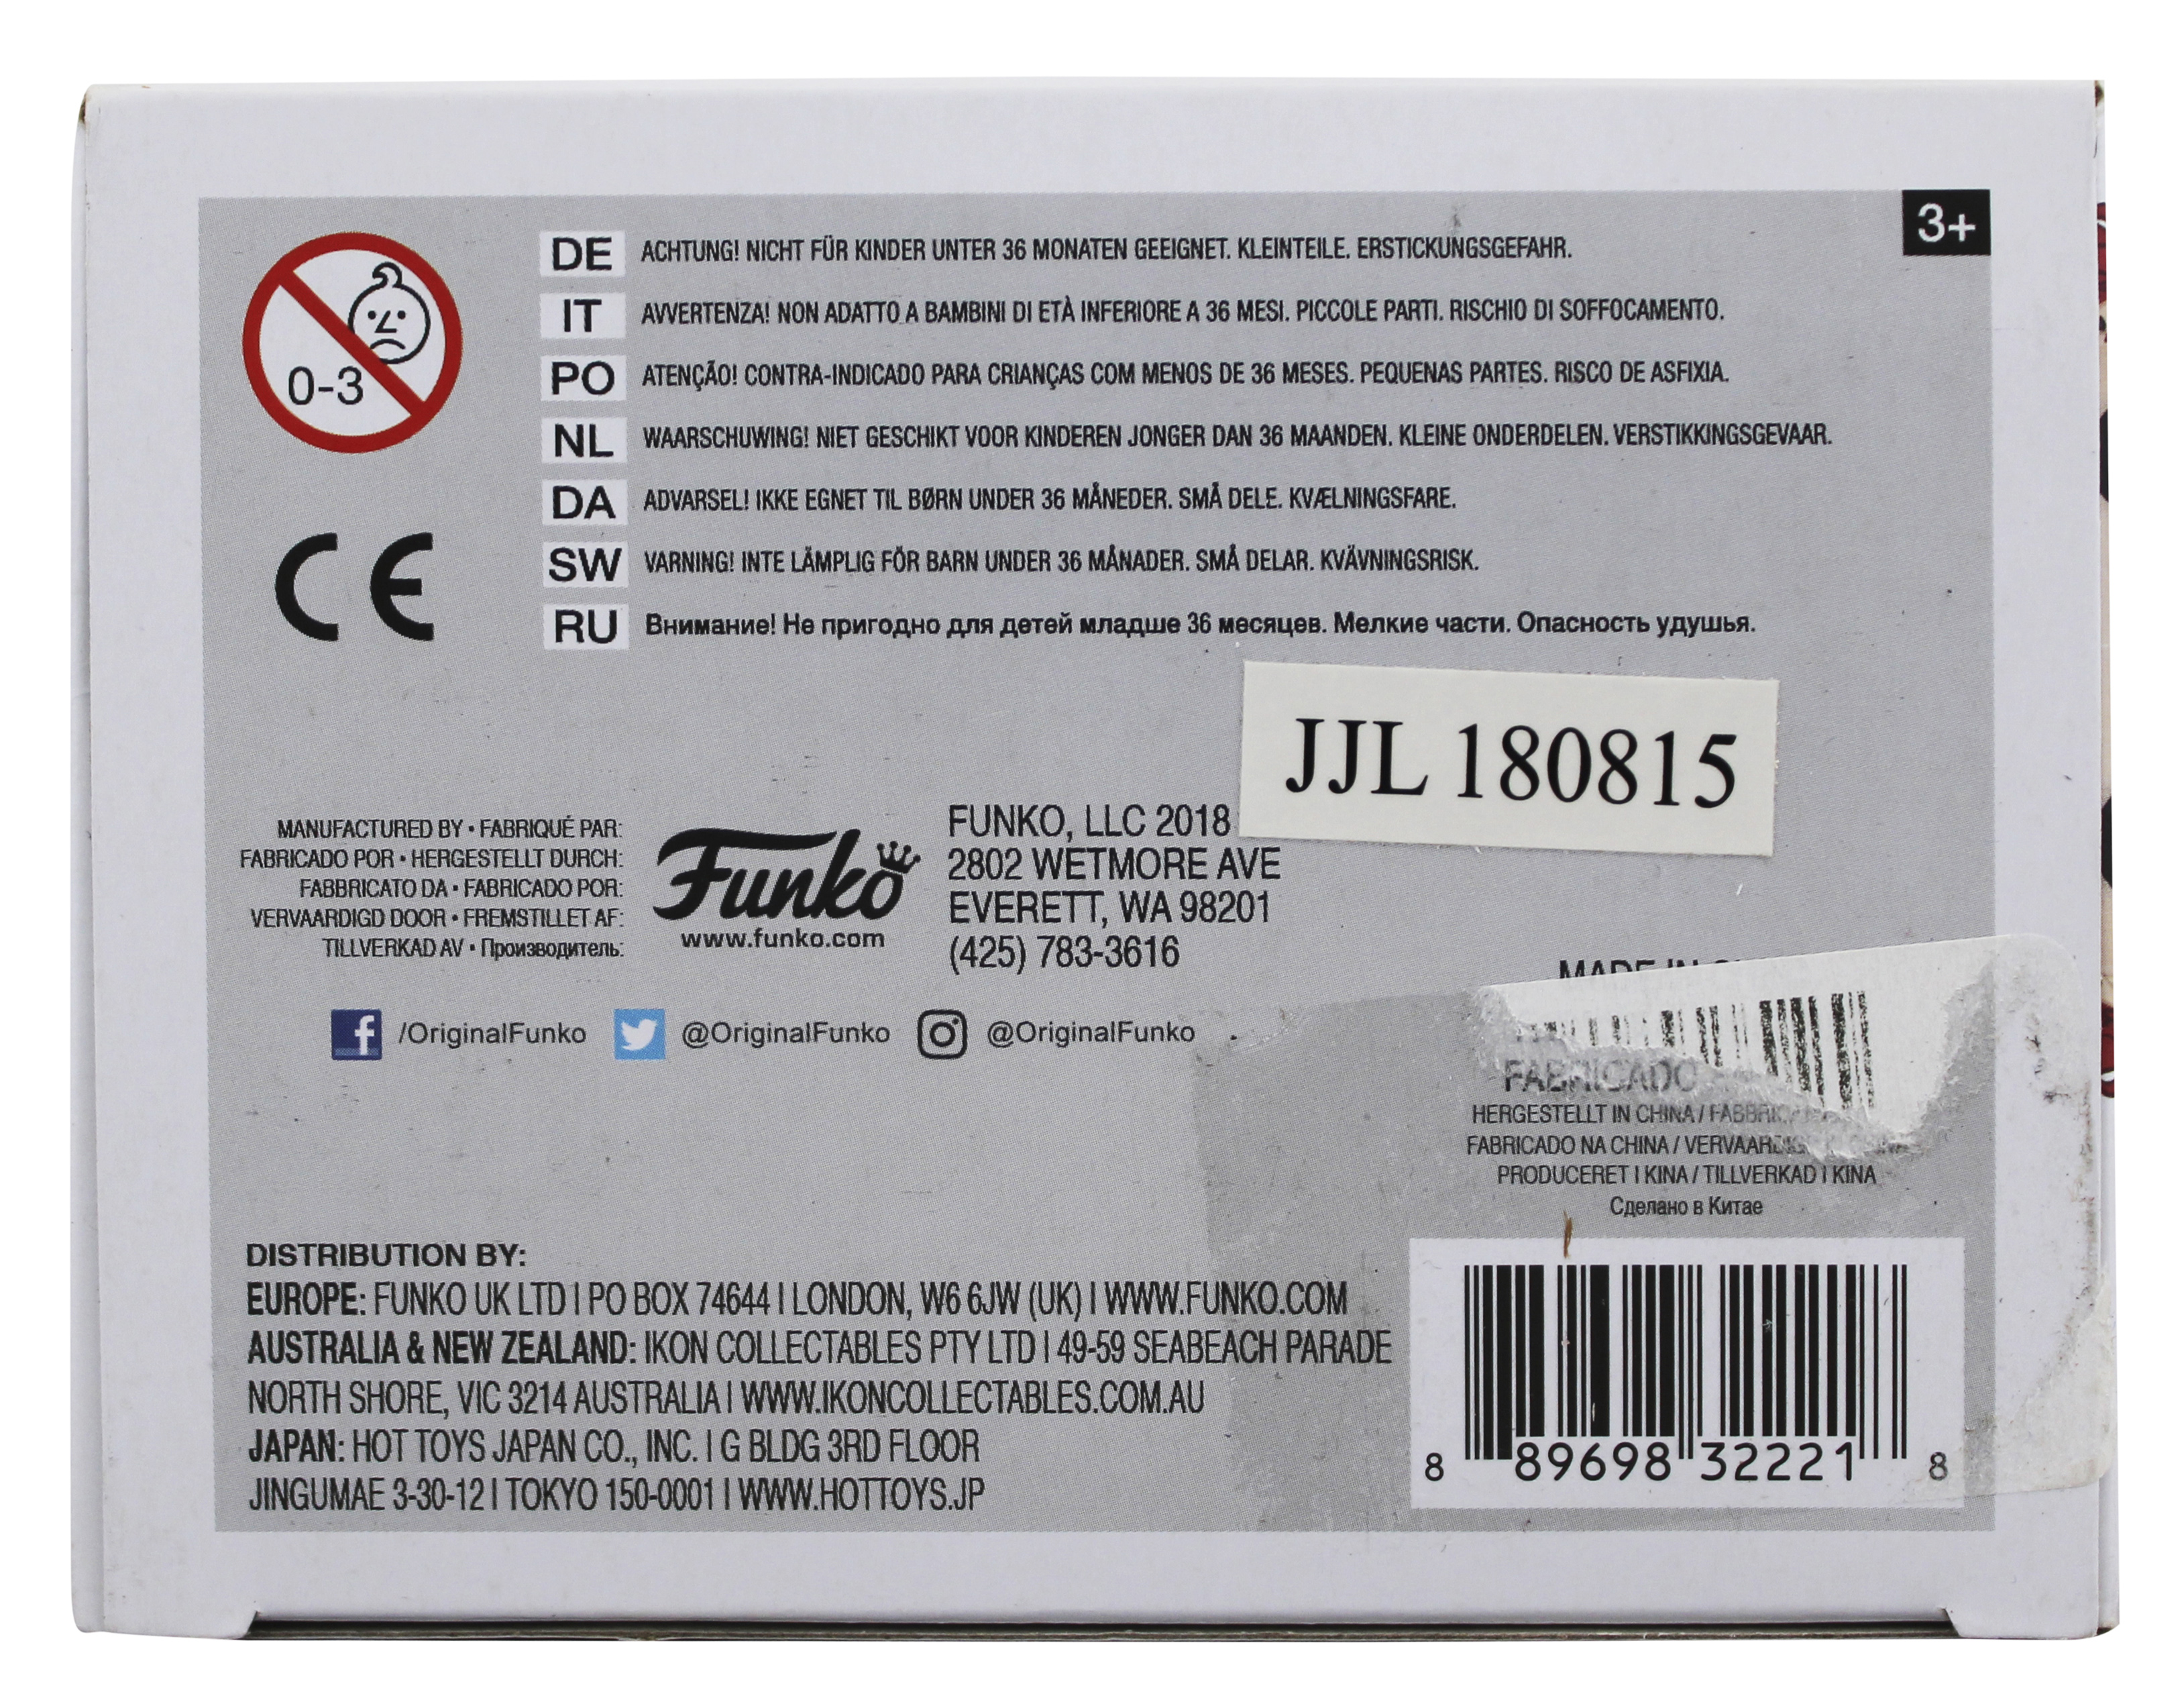 3+
0-3
DE ACHTUNG! NICHT FÜR KINDER UNTER 36 MONATEN GEEIGNET. KLEINTEILE. ERSTICKUNGSGEFAHR.
IT AVVERTENZA! NON ADATTO A BAMBINI DI ETÀ INFERIORE A 36 MESI. PICCOLE PARTI. RISCHIO DI SOFFOCAMENTO.
PO ATENÇÃO! CONTRA-INDICADO PARA CRIANÇAS COM MENOS DE 36 MESES. PEQUENAS PARTES. RISCO DE ASFIXIA.
NL WAARSCHUWING! NIET GESCHIKT VOOR KINDEREN JONGER DAN 36 MAANDEN. KLEINE ONDERDELEN. VERSTIKKINGSGEVAAR.
DA ADVARSEL! IKKE EGNET TIL BØRN UNDER 36 MÅNEDER. SMÅ DELE. KVÆLNINGSFARE.
SW VARNING! INTE LÄMPLIG FÖR BARN UNDER 36 MÅNADER. SMÅ DELAR. KVÄVNINGSRISK.
RU Внимание! Не пригодно для детей младше 36 месяцев. Мелкие части. Опасность удушья.
CE
JJL 180815
MANUFACTURED BY • FABRIQUÉ PAR:
FABRICADO POR • HERGESTELLT DURCH:
FABBRICATO DA • FABRICADO POR:
VERVAARDIGD DOOR • FREMSTILLET AF:
TILLVERKAD AV • Производитель:
Funko
www.funko.com
FUNKO, LLC 2018
2802 WETMORE AVE
EVERETT, WA 98201
(425) 783-3616
/OriginalFunko @OriginalFunko @OriginalFunko
MADE IN
FABRICADO
HERGESTELLT IN CHINA /
FABRICADO NA CHINA /
PRODUCERET I KINA / TILLVERKAD I KINA
Сделано в Китае
DISTRIBUTION BY:
EUROPE: FUNKO UK LTD | PO BOX 74644 | LONDON, W6 6JW (UK) | WWW.FUNKO.COM
AUSTRALIA & NEW ZEALAND: IKON COLLECTABLES PTY LTD | 49-59 SEABEACH PARADE
NORTH SHORE, VIC 3214 AUSTRALIA | WWW.IKONCOLLECTABLES.COM.AU
JAPAN: HOT TOYS JAPAN CO., INC. | G BLDG 3RD FLOOR
JINGUMAE 3-30-12 | TOKYO 150-0001 | WWW.HOTTOYS.JP
8 89698 32221 8